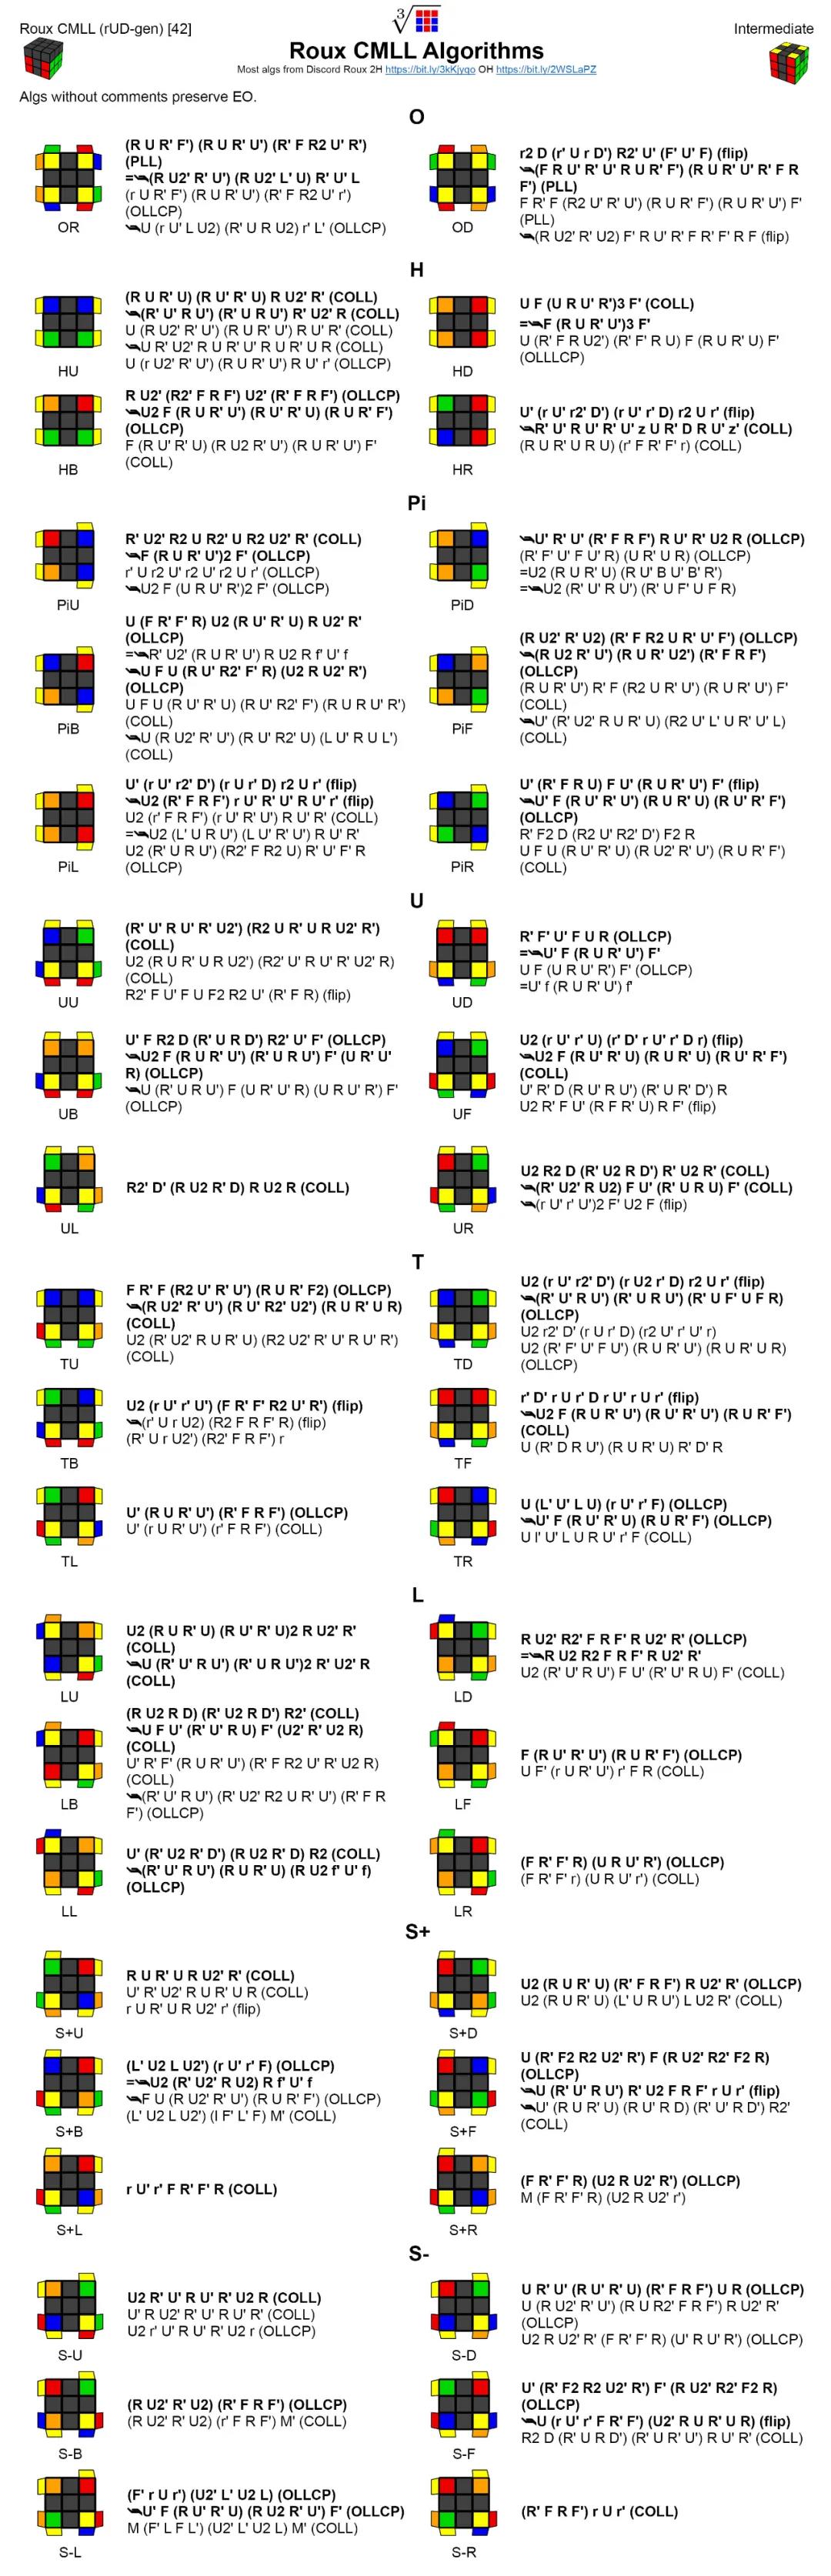 Roux CMLL (rUD-gen) [42]
3
Intermediate
Roux CMLL Algorithms
Most algs from Discord Roux 2H https://bit.ly/3kKjyqo OH https://bit.ly/2WSLaPZ
Algs without comments preserve EO.
O
(R U R' F') (R U R' U') (R' F R2 U' R')
(PLL)
=(R U2' R' U') (R U2' L' U) R' U' L
(r U R' F') (R U R' U') (R' F R2 U' r')
(OLLCP)
U (r U' L U2) (R' U R U2) r' L' (OLLCP)
OR
r2 D (r' U r D') R2' U' (F' U' F) (flip)
(F R U' R' U' R U R' F') (R U R' U' R' F R
F') (PLL)
F R' F (R2 U' R' U') (R U R' F') (R U R' U') F'
(PLL)
(R U2' R' U2) F' R U' R' F R' F' R F (flip)
OD
H
(R U R' U) (R U' R' U) R U2' R' (COLL)
(R' U' R U') (R' U R U') R' U2' R (COLL)
U (R U2' R' U') (R U R' U') R U' R' (COLL)
U R' U2' R U R' U' R U R' U R (COLL)
U (r U2' R' U') (R U R' U') R U' r' (OLLCP)
HU
U F (U R U' R')3 F' (COLL)
=F (R U R' U')3 F'
U (R' F R U2') (R' F' R U) F (R U R' U) F'
(OLLLCP)
HD
R U2' (R2' F R F') U2' (R' F R F') (OLLCP)
U2 F (R U R' U') (R U' R' U) (R U R' F')
(OLLCP)
F (R U' R' U) (R U2 R' U') (R U R' U') F'
(COLL)
HB
U' (r U' r2' D') (r U' r' D) r2 U r' (flip)
R' U' R U' R' U' z U R' D R U' z' (COLL)
(R U R' U R U) (r' F R' F' r) (COLL)
HR
Pi
R' U2' R2 U R2' U R2 U2' R' (COLL)
F (R U R' U')2 F' (OLLCP)
r' U r2 U' r2' U' r2 U r' (OLLCP)
U2 F (U R U' R')2 F' (OLLCP)
PiU
U' R' U' (R' F R F') R U' R' U2 R (OLLCP)
(R' F' U' F U' R) (U R' U R) (OLLCP)
=U2 (R U R' U) (R U' B U' B' R')
=U2 (R' U' R U') (R' U F' U F R)
PiD
U (F R' F' R) U2 (R U' R' U) R U2' R'
(OLLCP)
=R' U2' (R U R' U') R U2 R f' U' f
U F U (R U' R2' F' R) (U2 R U2' R')
(OLLCP)
U F U (R U' R' U) (R U' R2' F') (R U R U' R')
(COLL)
U (R U2' R' U') (R U' R2' U) (L U' R U L')
(COLL)
PiB
(R U2' R' U2) (R' F R2 U R' U' F') (OLLCP)
(R U2 R' U') (R U R' U2') (R' F R F')
(OLLCP)
(R U R' U') R' F (R2 U R' U') (R U R' U') F'
(COLL)
U' (R' U2' R U R' U) (R2 U' L' U R' U' L)
(COLL)
PiF
U' (r U' r2' D') (r U r' D) r2 U r' (flip)
U2 (R' F R F') r U' R' U' R U' r' (flip)
U2 (r' F R F') (r U' R' U') R U' R' (COLL)
=U2 (L' U R U') (L U' R' U') R U' R'
U2 (R' U R U') (R2' F R2 U) R' U' F' R
(OLLCP)
PiL
U' (R' F R U) F U' (R U R' U') F' (flip)
U' F (R U' R' U') (R U R' U) (R U' R' F')
(OLLCP)
R' F2 D (R2 U' R2' D') F2 R
U F U (R U' R' U) (R U2' R' U') (R U R' F')
(COLL)
PiR
U
(R' U' R U' R' U2') (R2 U R' U R U2' R')
(COLL)
U2 (R U R' U R U2') (R2' U' R U' R' U2' R)
(COLL)
R2' F U' F U F2 R2 U' (R' F R) (flip)
UU
R' F' U' F U R (OLLCP)
=U' F (R U R' U') F'
U F (U R U' R') F' (OLLCP)
=U' f (R U R' U') f'
UD
U' F R2 D (R' U R D') R2' U' F' (OLLCP)
U2 F (R U R' U') (R' U R U') F' (U R' U'
R) (OLLCP)
U (R' U R U') F (U R' U' R) (U R U' R') F'
(OLLCP)
UB
U2 (r U' r' U) (r' D' r U' r' D r) (flip)
U2 F (R U' R' U) (R U R' U) (R U' R' F')
(COLL)
U' R' D (R U' R U') (R' U R' D') R
U2 R' F U' (R F R' U) R F' (flip)
UF
R2' D' (R U2 R' D) R U2 R (COLL)
UL
U2 R2 D (R' U2 R D') R' U2 R' (COLL)
(R' U2' R U2) F U' (R' U R U) F' (COLL)
(r U' r' U')2 F' U2 F (flip)
UR
T
F R' F (R2 U' R' U') (R U R' F2) (OLLCP)
(R U2' R' U') (R U' R2' U2') (R U R' U R)
(COLL)
U2 (R' U2' R U R' U) (R2 U2' R' U' R U' R')
(COLL)
TU
U2 (r U' r2' D') (r U2 r' D) r2 U r' (flip)
(R' U' R U') (R' U R U') (R' U F' U F R)
(OLLCP)
U2 r2' D' (r U r' D) (r2 U' r' U' r)
U2 (R' F' U' F U') (R U R' U') (R U R' U R)
(OLLCP)
TD
U2 (r U' r' U') (F R' F' R2 U' R') (flip)
(r' U r U2) (R2 F R F' R) (flip)
(R' U r U2') (R2' F R F') r
TB
r' D' r U r' D r U' r U r' (flip)
U2 F (R U R' U') (R U' R' U') (R U R' F')
(COLL)
U (R' D R U') (R U R' U) R' D' R
TF
U' (R U R' U') (R' F R F') (OLLCP)
U' (r U R' U') (r' F R F') (COLL)
TL
U (L' U' L U) (r U' r' F) (OLLCP)
U' F (R U' R' U) (R U R' F') (OLLCP)
U l' U' L U R U' r' F (COLL)
TR
L
U2 (R U R' U) (R U' R' U)2 R U2' R'
(COLL)
U (R' U' R U') (R' U R U')2 R' U2' R
(COLL)
LU
R U2' R2' F R F' R U2' R' (OLLCP)
=R U2 R2 F R F' R U2' R'
U2 (R' U' R U') F U' (R' U' R U) F' (COLL)
LD
(R U2 R D) (R' U2 R D') R2' (COLL)
U F U' (R' U' R U) F' (U2' R' U2 R)
(COLL)
U' R' F' (R U R' U') (R' F R2 U R' U2 R)
(COLL)
(R' U' R U') (R' U2' R2 U R' U') (R' F R
F') (OLLCP)
LB
F (R U' R' U') (R U R' F') (OLLCP)
U F' (r U R' U') r' F R (COLL)
LF
U' (R' U2 R' D') (R U2 R' D) R2 (COLL)
(R' U' R U') (R U R' U) (R U2 f' U' f)
(OLLCP)
LL
(F R' F' R) (U R U' R') (OLLCP)
(F R' F' r) (U R U' r') (COLL)
LR
S+
R U R' U R U2' R' (COLL)
U' R' U2' R U R' U R (COLL)
r U R' U R U2' r' (flip)
S+U
U2 (R U R' U) (R' F R F') R U2' R' (OLLCP)
U2 (R U R' U) (L' U R U') L U2 R' (COLL)
S+D
(L' U2 L U2') (r U' r' F) (OLLCP)
=U2 (R' U2' R U2) R f' U' f
F U (R U2' R' U') (R U R' F') (OLLCP)
(L' U2 L U2') (l F' L' F) M' (COLL)
S+B
U (R' F2 R2 U2' R') F (R U2' R2' F2 R)
(OLLCP)
U (R' U' R U') R' U2 F R F' r U r' (flip)
U' (R U R' U) (R U' R D) (R' U' R D') R2'
(COLL)
S+F
r U' r' F R' F' R (COLL)
S+L
(F R' F' R) (U2 R U2' R') (OLLCP)
M (F R' F' R) (U2 R U2' r')
S+R
S-
U2 R' U' R U' R' U2 R (COLL)
U' R U2' R' U' R U' R' (COLL)
U2 r' U' R U' R' U2 r (OLLCP)
S-U
U R' U' (R U' R' U) (R' F R F') U R (OLLCP)
U (R U2' R' U') (R U R2' F R F') R U2' R'
(OLLCP)
U2 R U2' R' (F R' F' R) (U' R U' R') (OLLCP)
S-D
(R U2' R' U2) (R' F R F') (OLLCP)
(R U2' R' U2) (r' F R F') M' (COLL)
S-B
U' (R' F2 R2 U2' R') F' (R U2' R2' F2 R)
(OLLCP)
U (r U' r' F R' F') (U2' R U R' U R) (flip)
R2 D (R' U R D') (R' U R' U') R U' R' (COLL)
S-F
(F' r U r') (U2' L' U2 L) (OLLCP)
U' F (R U' R' U) (R U2 R' U') F' (OLLCP)
M (F' L F L') (U2' L' U2 L) M' (COLL)
S-L
(R' F R F') r U r' (COLL)
S-R